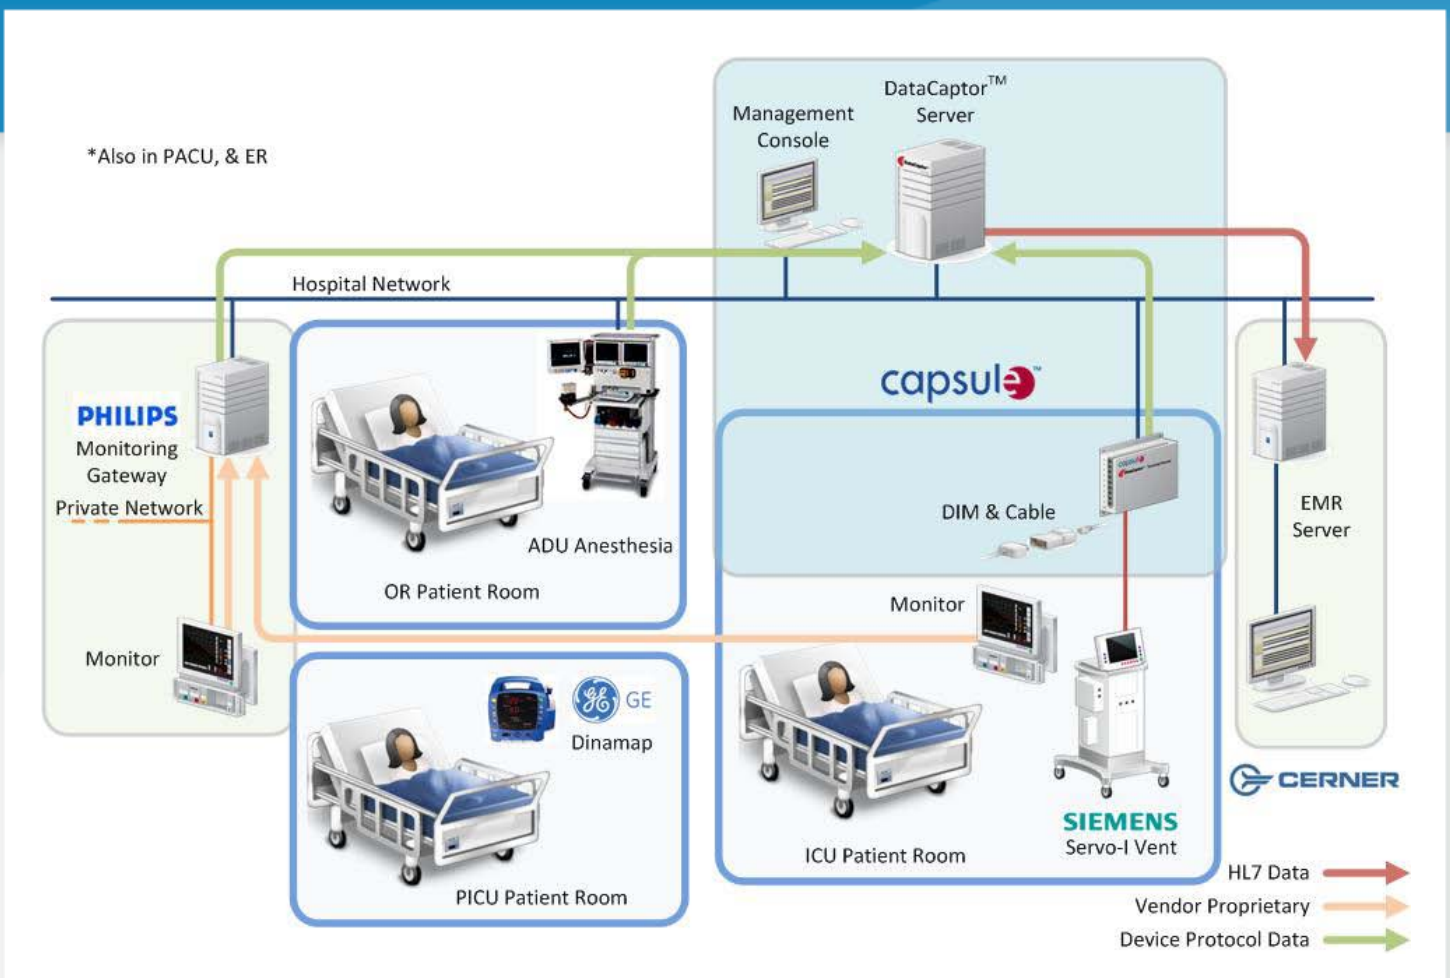 *Also in PACU, & ER
Management
Console
DataCaptor™
Server
Hospital Network
PHILIPS
Monitoring
Gateway
Private Network
Monitor
ADU Anesthesia
OR Patient Room
GE
Dinamap
PICU Patient Room
capsule™
capsule
DIM & Cable
Monitor
SIEMENS
Servo-I Vent
ICU Patient Room
EMR
Server
CERNER
HL7 Data
Vendor Proprietary
Device Protocol Data